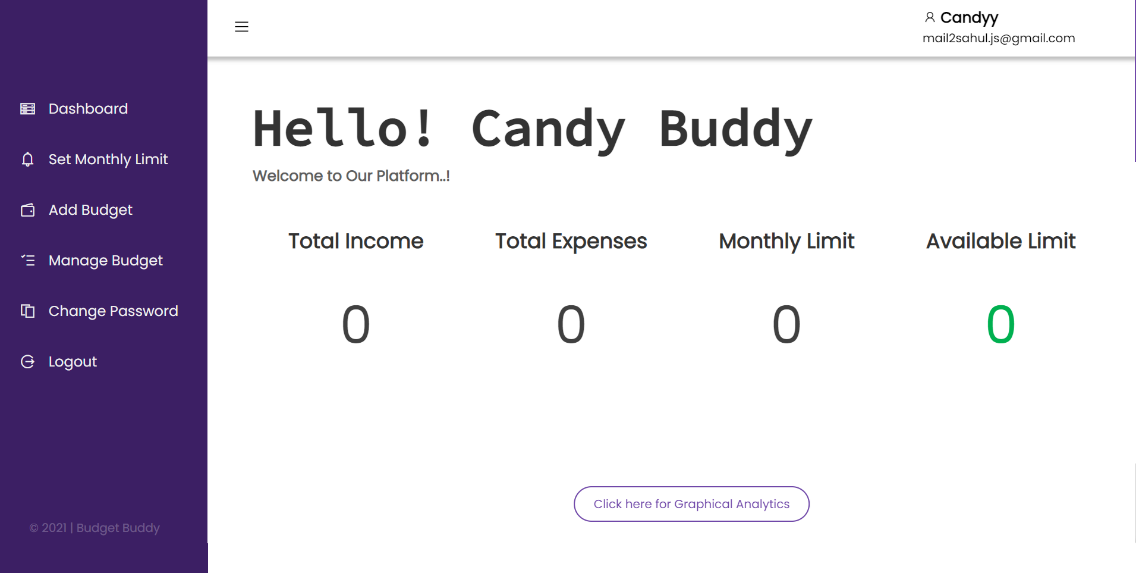 Candyy
mail2sahul.js@gmail.com
Dashboard
Set Monthly Limit
Add Budget
Manage Budget
Change Password
Logout
© 2021 | Budget Buddy
Hello! Candy Buddy
Welcome to Our Platform..!
Total Income Total Expenses Monthly Limit Available Limit
0 0 0 0
Click here for Graphical Analytics